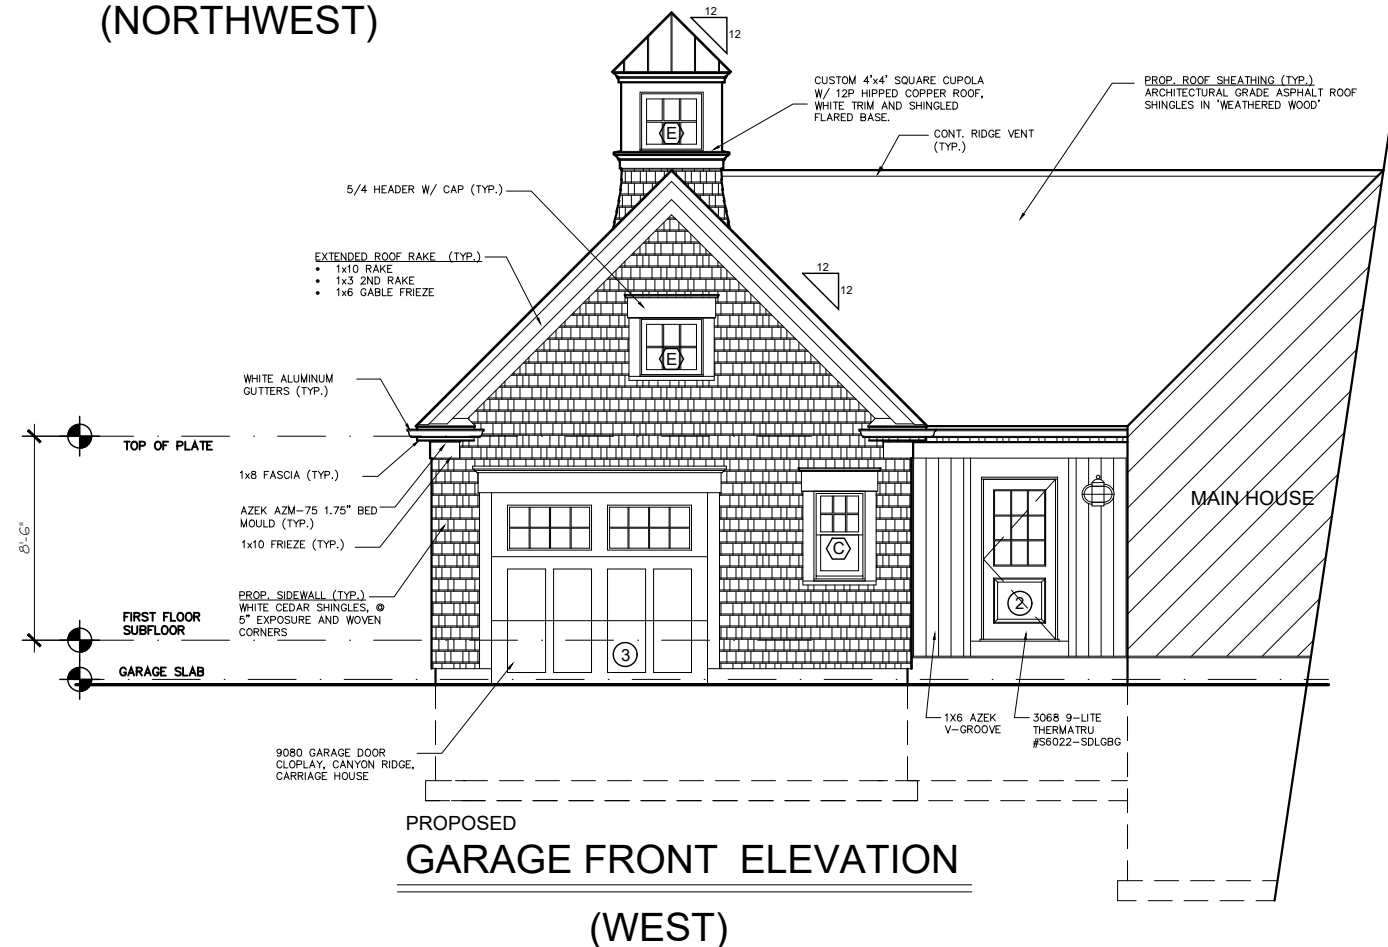 (NORTHWEST)
12
12
CUSTOM 4'x4' SQUARE CUPOLA
W/ 12P HIPPED COPPER ROOF,
WHITE TRIM AND SHINGLED
FLARED BASE.
PROP. ROOF SHEATHING (TYP.)
ARCHITECTURAL GRADE ASPHALT ROOF
SHINGLES IN 'WEATHERED WOOD'
CONT. RIDGE VENT
(TYP.)
E
5/4 HEADER W/ CAP (TYP.)
EXTENDED ROOF RAKE (TYP.)
• 1x10 RAKE
• 1x3 2ND RAKE
• 1x6 GABLE FRIEZE
12
12
E
WHITE ALUMINUM
GUTTERS (TYP.)
TOP OF PLATE
1x8 FASCIA (TYP.)
AZEK AZM-75 1.75" BED
MOULD (TYP.)
1x10 FRIEZE (TYP.)
8'-6"
C
MAIN HOUSE
PROP. SIDEWALL (TYP.)
WHITE CEDAR SHINGLES, @
5" EXPOSURE AND WOVEN
CORNERS
2
FIRST FLOOR
SUBFLOOR
3
GARAGE SLAB
1X6 AZEK
V-GROOVE
3068 9-LITE
THERMATRU
#S6022-SDLGBG
9080 GARAGE DOOR
CLOPLAY, CANYON RIDGE,
CARRIAGE HOUSE
PROPOSED
GARAGE FRONT ELEVATION
(WEST)